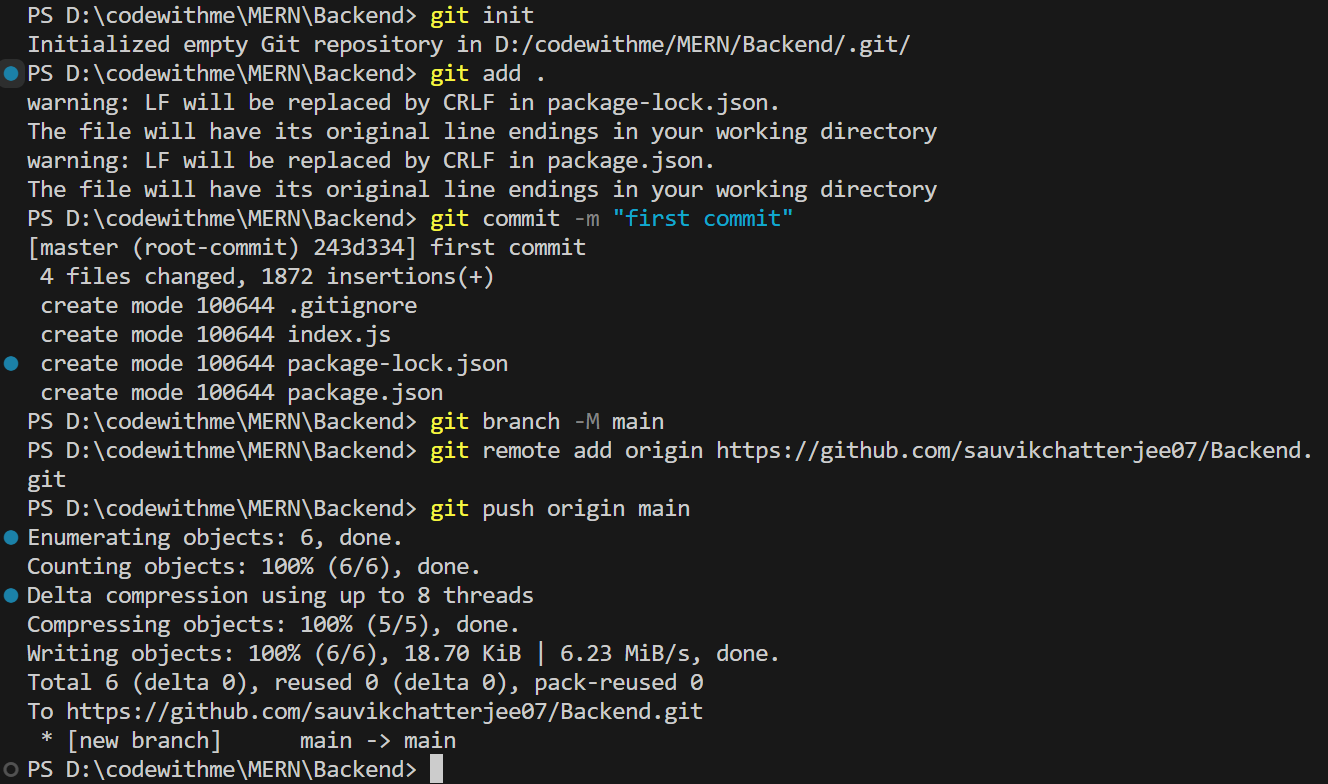 PS D:\codewithme\MERN\Backend> git init
Initialized empty Git repository in D:/codewithme/MERN/Backend/.git/
PS D:\codewithme\MERN\Backend> git add .
warning: LF will be replaced by CRLF in package-lock.json.
The file will have its original line endings in your working directory
warning: LF will be replaced by CRLF in package.json.
The file will have its original line endings in your working directory
PS D:\codewithme\MERN\Backend> git commit -m "first commit"
[master (root-commit) 243d334] first commit
 4 files changed, 1872 insertions(+)
 create mode 100644 .gitignore
 create mode 100644 index.js
 create mode 100644 package-lock.json
 create mode 100644 package.json
PS D:\codewithme\MERN\Backend> git branch -M main
PS D:\codewithme\MERN\Backend> git remote add origin https://github.com/sauvikchatterjee07/Backend.
git
PS D:\codewithme\MERN\Backend> git push origin main
Enumerating objects: 6, done.
Counting objects: 100% (6/6), done.
Delta compression using up to 8 threads
Compressing objects: 100% (5/5), done.
Writing objects: 100% (6/6), 18.70 KiB | 6.23 MiB/s, done.
Total 6 (delta 0), reused 0 (delta 0), pack-reused 0
To https://github.com/sauvikchatterjee07/Backend.git
 * [new branch]      main -> main
PS D:\codewithme\MERN\Backend>